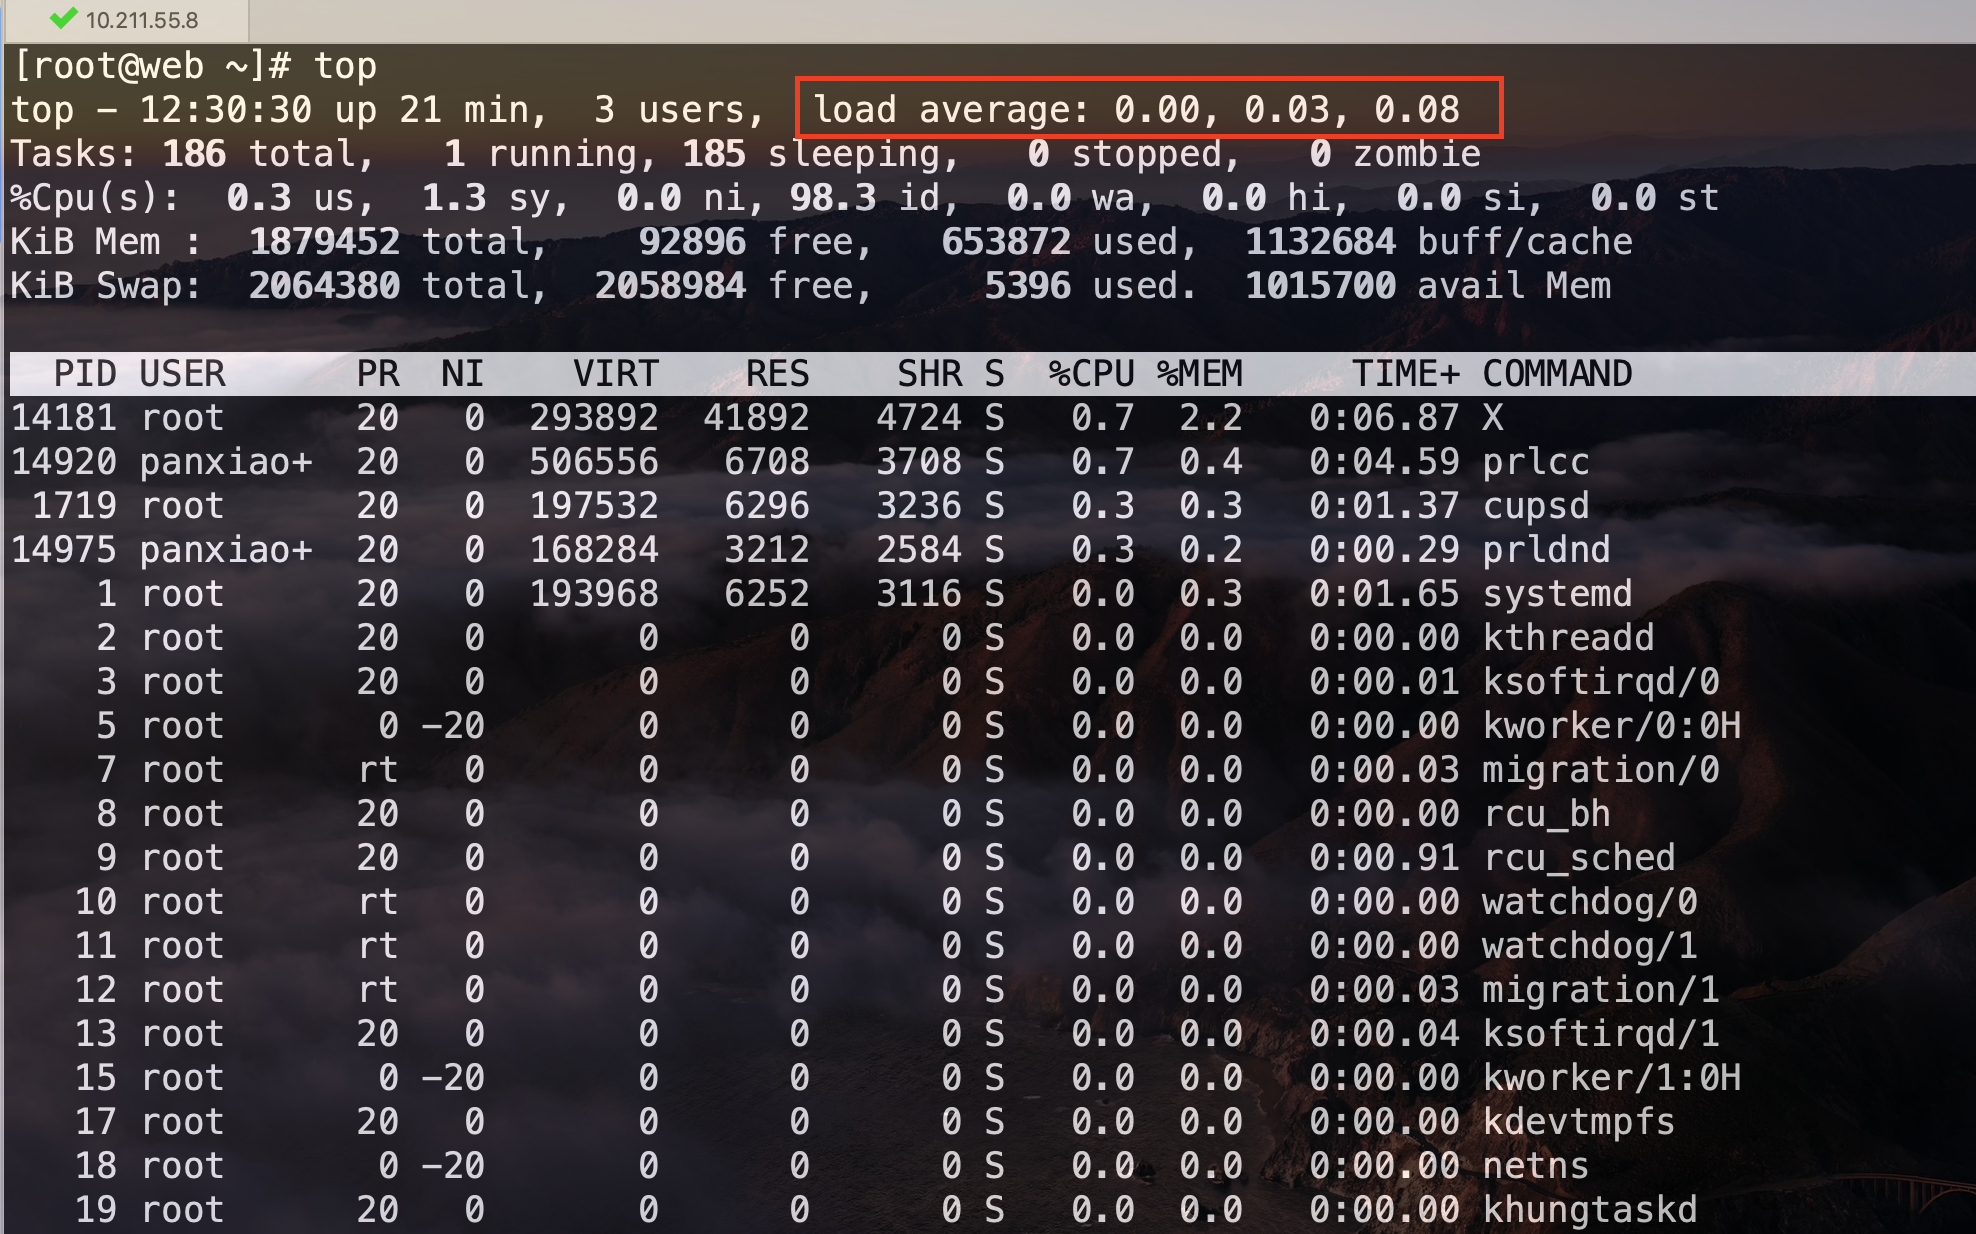 10.211.55.8
[root@web ~]# top
top - 12:30:30 up 21 min,  3 users,  load average: 0.00, 0.03, 0.08
Tasks: 186 total,   1 running, 185 sleeping,   0 stopped,   0 zombie
%Cpu(s):  0.3 us,  1.3 sy,  0.0 ni, 98.3 id,  0.0 wa,  0.0 hi,  0.0 si,  0.0 st
KiB Mem :  1879452 total,    92896 free,   653872 used,  1132684 buff/cache
KiB Swap:  2064380 total,  2058984 free,     5396 used.  1015700 avail Mem
  PID USER      PR  NI    VIRT    RES    SHR S  %CPU %MEM     TIME+ COMMAND
14181 root      20   0  293892  41892   4724 S   0.7  2.2   0:06.87 X
14920 panxiao+  20   0  506556   6708   3708 S   0.7  0.4   0:04.59 prlcc
 1719 root      20   0  197532   6296   3236 S   0.3  0.3   0:01.37 cupsd
14975 panxiao+  20   0  168284   3212   2584 S   0.3  0.2   0:00.29 prldnd
    1 root      20   0  193968   6252   3116 S   0.0  0.3   0:01.65 systemd
    2 root      20   0       0      0      0 S   0.0  0.0   0:00.00 kthreadd
    3 root      20   0       0      0      0 S   0.0  0.0   0:00.01 ksoftirqd/0
    5 root       0 -20       0      0      0 S   0.0  0.0   0:00.00 kworker/0:0H
    7 root      rt   0       0      0      0 S   0.0  0.0   0:00.03 migration/0
    8 root      20   0       0      0      0 S   0.0  0.0   0:00.00 rcu_bh
    9 root      20   0       0      0      0 S   0.0  0.0   0:00.91 rcu_sched
   10 root      rt   0       0      0      0 S   0.0  0.0   0:00.00 watchdog/0
   11 root      rt   0       0      0      0 S   0.0  0.0   0:00.00 watchdog/1
   12 root      rt   0       0      0      0 S   0.0  0.0   0:00.03 migration/1
   13 root      20   0       0      0      0 S   0.0  0.0   0:00.04 ksoftirqd/1
   15 root       0 -20       0      0      0 S   0.0  0.0   0:00.00 kworker/1:0H
   17 root      20   0       0      0      0 S   0.0  0.0   0:00.00 kdevtmpfs
   18 root       0 -20       0      0      0 S   0.0  0.0   0:00.00 netns
   19 root      20   0       0      0      0 S   0.0  0.0   0:00.00 khungtaskd